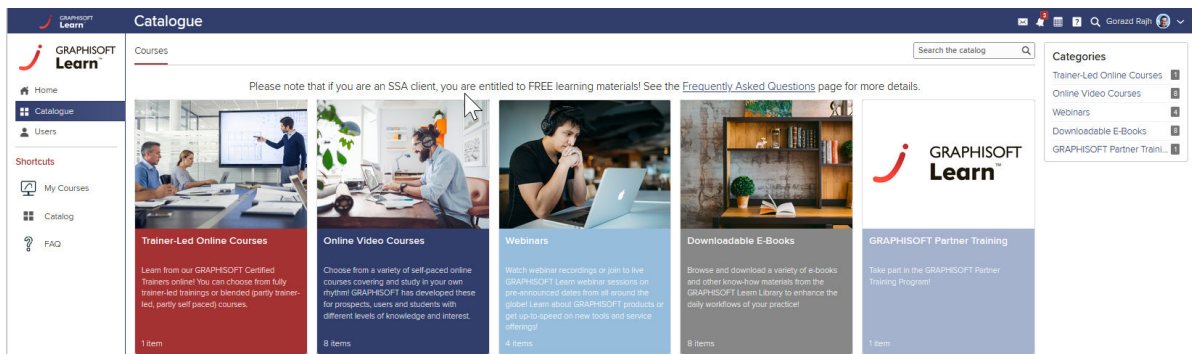 GRAPHISOFT
Learn™
Catalogue
2
Gorazd Rajh
GRAPHISOFT
Learn™
Home
Catalogue
Users
Shortcuts
My Courses
Catalog
FAQ
Courses
Search the catalog
Please note that if you are an SSA client, you are entitled to FREE learning materials! See the Frequently Asked Questions page for more details.
Trainer-Led Online Courses
Learn from our GRAPHISOFT Certified
Trainers online! You can choose from fully
trainer-led trainings or blended (partly trainer-
led, partly self paced) courses.
1 item
Online Video Courses
Choose from a variety of self-paced online
courses covering and study in your own
rhythm! GRAPHISOFT has developed these
for prospects, users and students with
different levels of knowledge and interest.
8 items
Webinars
Watch webinar recordings or join to live
GRAPHISOFT Learn webinar sessions on
pre-announced dates from all around the
globe! Learn about GRAPHISOFT products or
get up-to-speed on new tools and service
offerings!
4 items
Downloadable E-Books
Browse and download a variety of e-books
and other know-how materials from the
GRAPHISOFT Learn Library to enhance the
daily workflows of your practice!
8 items
GRAPHISOFT
Learn™
GRAPHISOFT Partner Training
Take part in the GRAPHISOFT Partner
Training Program!
1 item
Categories
Trainer-Led Online Courses 1
Online Video Courses 8
Webinars 4
Downloadable E-Books 8
GRAPHISOFT Partner Traini... 1